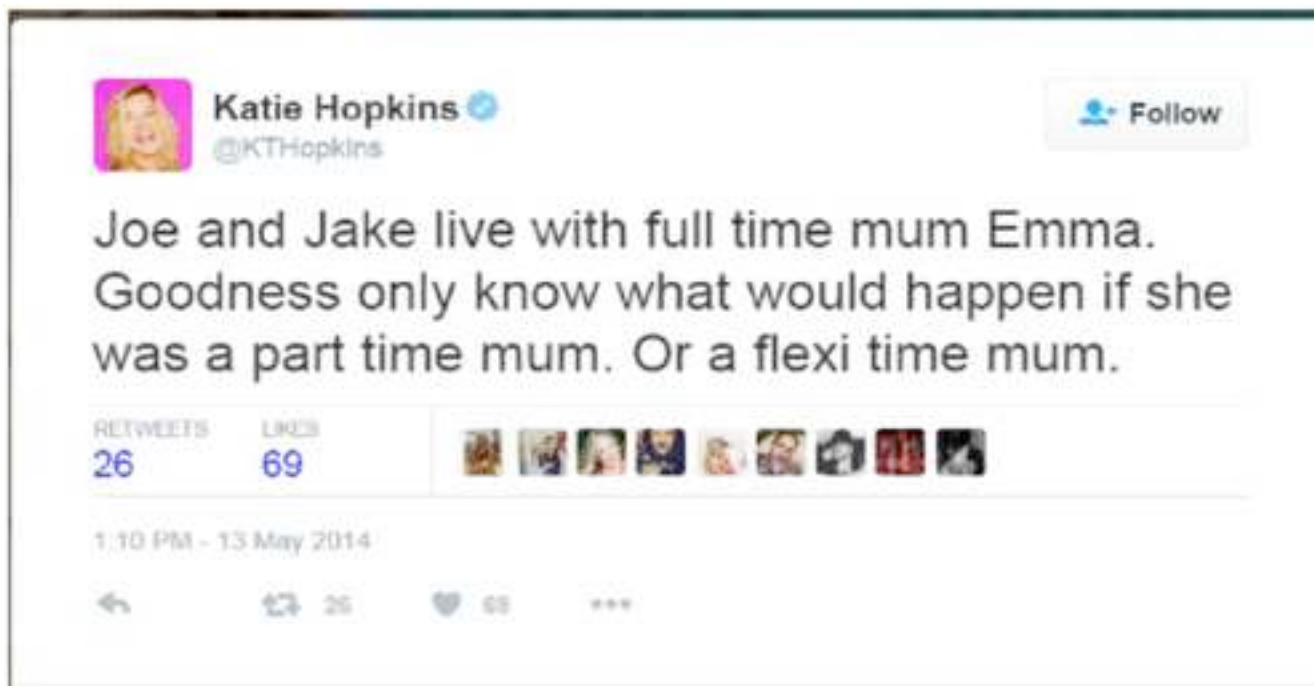 Katie Hopkins
@KTHopkins
Follow
Joe and Jake live with full time mum Emma.
Goodness only know what would happen if she
was a part time mum. Or a flexi time mum.
RETWEETS LIKES
26 69
1:10 PM - 13 May 2014
26 69